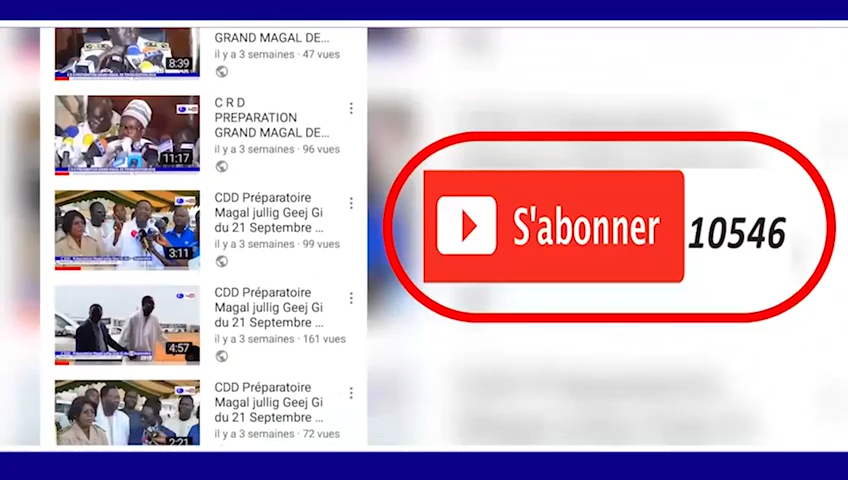 GRAND MAGAL DE...
il y a 3 semaines · 47 vues
8:39
C R D
PREPARATION
GRAND MAGAL DE...
il y a 3 semaines · 96 vues
11:17
CDD Préparatoire
Magal jullig Geej Gi
du 21 Septembre ...
il y a 3 semaines · 99 vues
3:11
CDD Préparatoire
Magal jullig Geej Gi
du 21 Septembre ...
il y a 3 semaines · 161 vues
4:57
CDD Préparatoire
Magal jullig Geej Gi
du 21 Septembre ...
il y a 3 semaines · 72 vues
2:21
S'abonner 10546